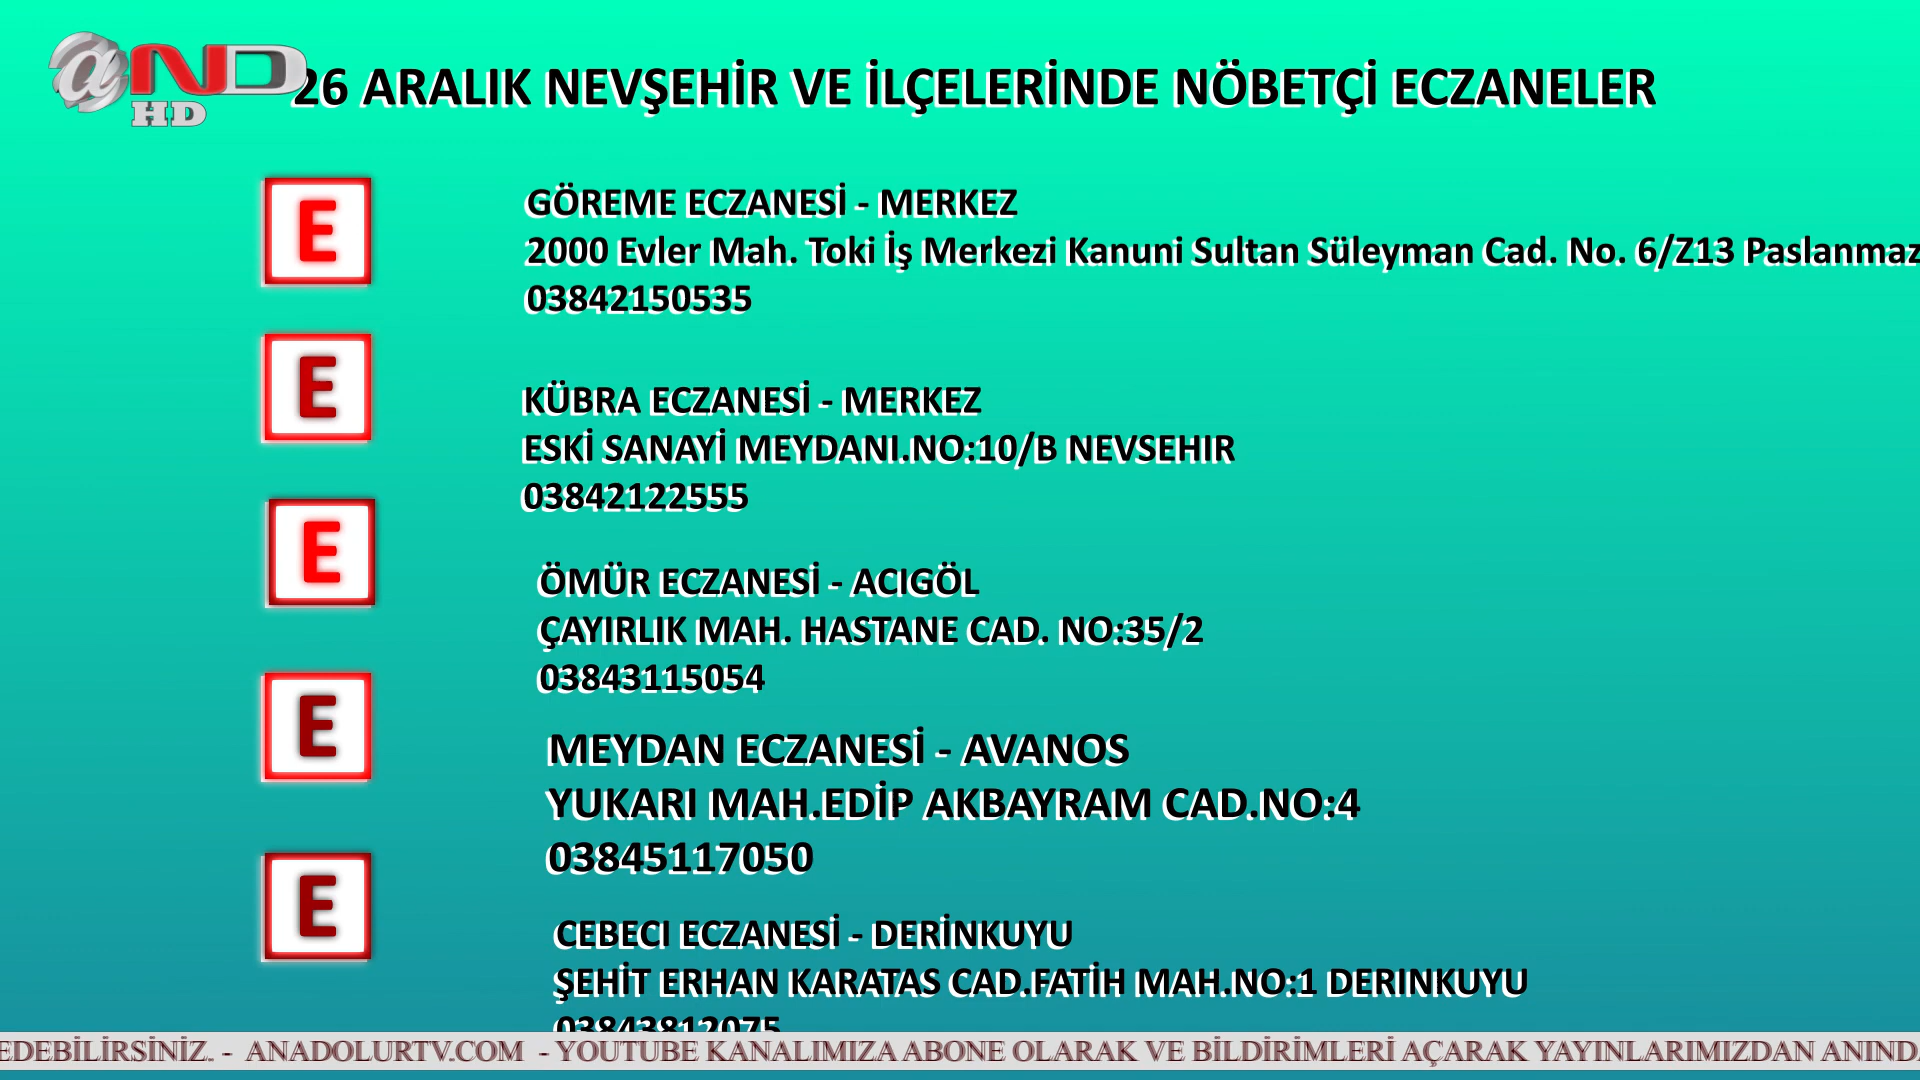 @ND
HD
26 ARALIK NEVŞEHİR VE İLÇELERİNDE NÖBETÇİ ECZANELER
E
GÖREME ECZANESİ - MERKEZ
2000 Evler Mah. Toki İş Merkezi Kanuni Sultan Süleyman Cad. No. 6/Z13 Paslanmaz
03842150535
E
KÜBRA ECZANESİ - MERKEZ
ESKİ SANAYİ MEYDANI.NO:10/B NEVSEHIR
03842122555
E
ÖMÜR ECZANESİ - ACIGÖL
ÇAYIRLIK MAH. HASTANE CAD. NO:35/2
03843115054
E
MEYDAN ECZANESİ - AVANOS
YUKARI MAH.EDİP AKBAYRAM CAD.NO:4
03845117050
E
CEBECI ECZANESİ - DERİNKUYU
ŞEHİT ERHAN KARATAS CAD.FATİH MAH.NO:1 DERINKUYU
03843812075
EDEBİLİRSİNİZ. - ANADOLURTV.COM - YOUTUBE KANALIMIZA ABONE OLARAK VE BİLDİRİMLERİ AÇARAK YAYINLARIMIZDAN ANINDA